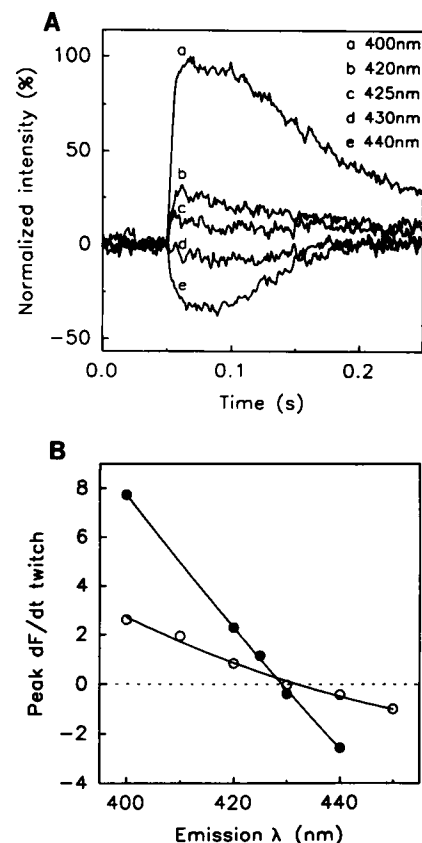 A
a 400nm
b 420nm
c 425nm
d 430nm
e 440nm
Normalized intensity (%)
100
50
0
-50
a
b
c
d
e
0.0
0.1
0.2
Time (s)
B
Peak dF/dt twitch
8
6
4
2
0
-2
-4
400
420
440
Emission λ (nm)